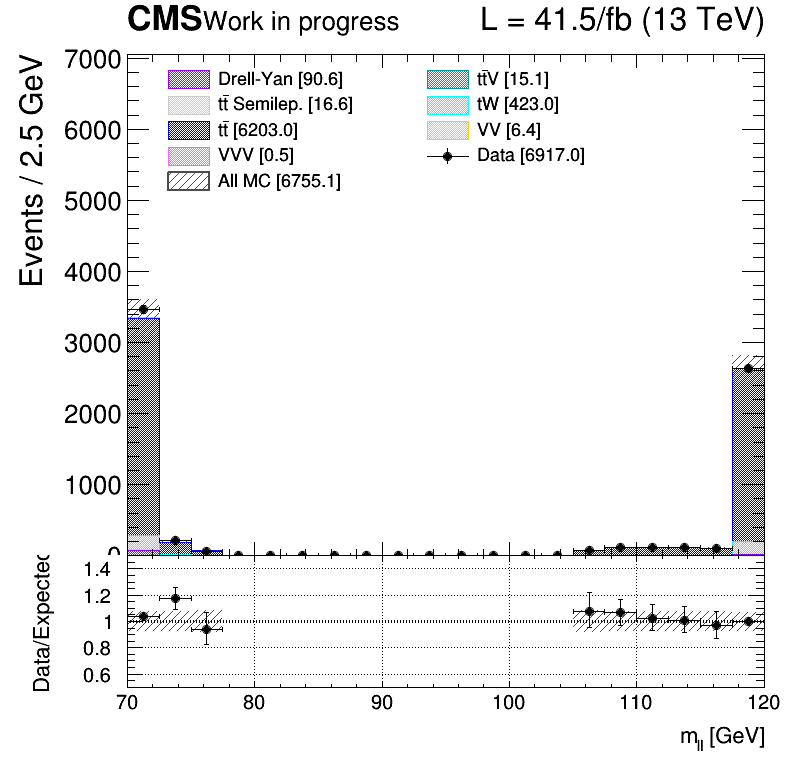 CMS Work in progress L = 41.5/fb (13 TeV)
Events / 2.5 GeV
7000
6000
5000
4000
3000
2000
1000
0
Drell-Yan [90.6]
tt̄ Semilep. [16.6]
tt̄ [6203.0]
VVV [0.5]
All MC [6755.1]
tt̄V [15.1]
tW [423.0]
VV [6.4]
Data [6917.0]
Data/Expected
1.4
1.2
1
0.8
0.6
70 80 90 100 110 120
m_ll [GeV]